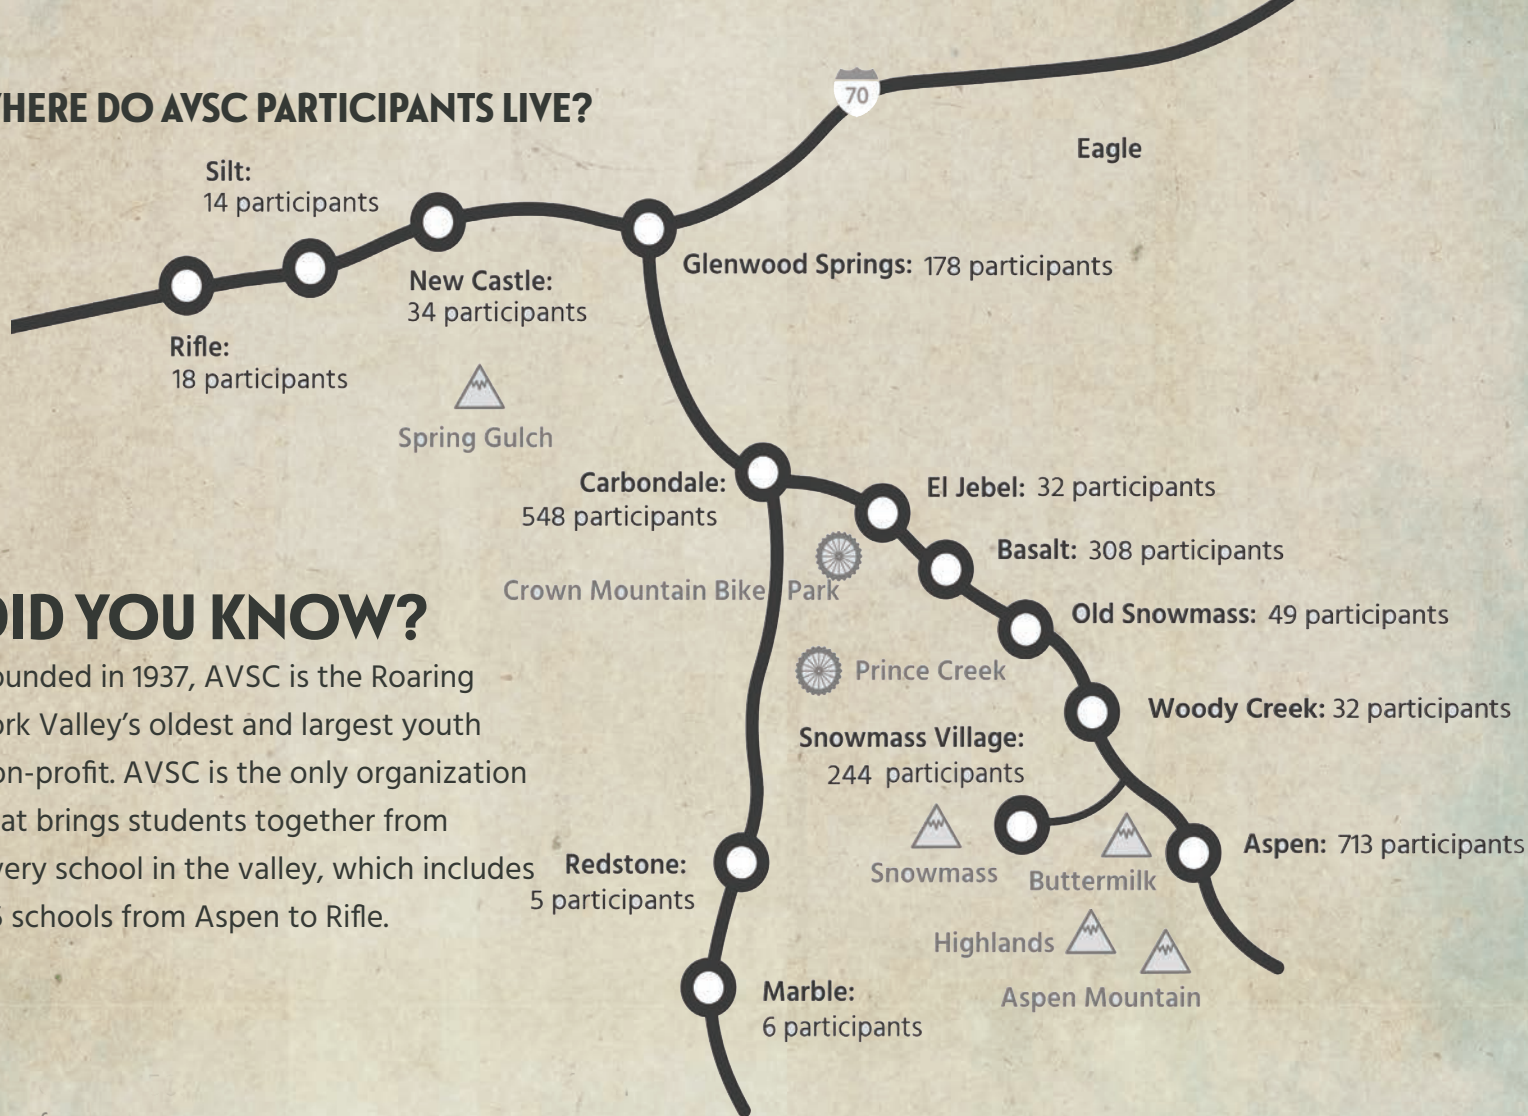 HERE DO AVSC PARTICIPANTS LIVE?
70
Eagle
Silt:
14 participants
Glenwood Springs: 178 participants
New Castle:
34 participants
Rifle:
18 participants
Spring Gulch
Carbondale:
548 participants
El Jebel: 32 participants
Basalt: 308 participants
Crown Mountain Bike Park
Old Snowmass: 49 participants
Prince Creek
Woody Creek: 32 participants
Snowmass Village:
244 participants
Snowmass
Buttermilk
Aspen: 713 participants
Highlands
Aspen Mountain
Redstone:
5 participants
Marble:
6 participants
DID YOU KNOW?
ounded in 1937, AVSC is the Roaring
ork Valley’s oldest and largest youth
on-profit. AVSC is the only organization
at brings students together from
very school in the valley, which includes
schools from Aspen to Rifle.